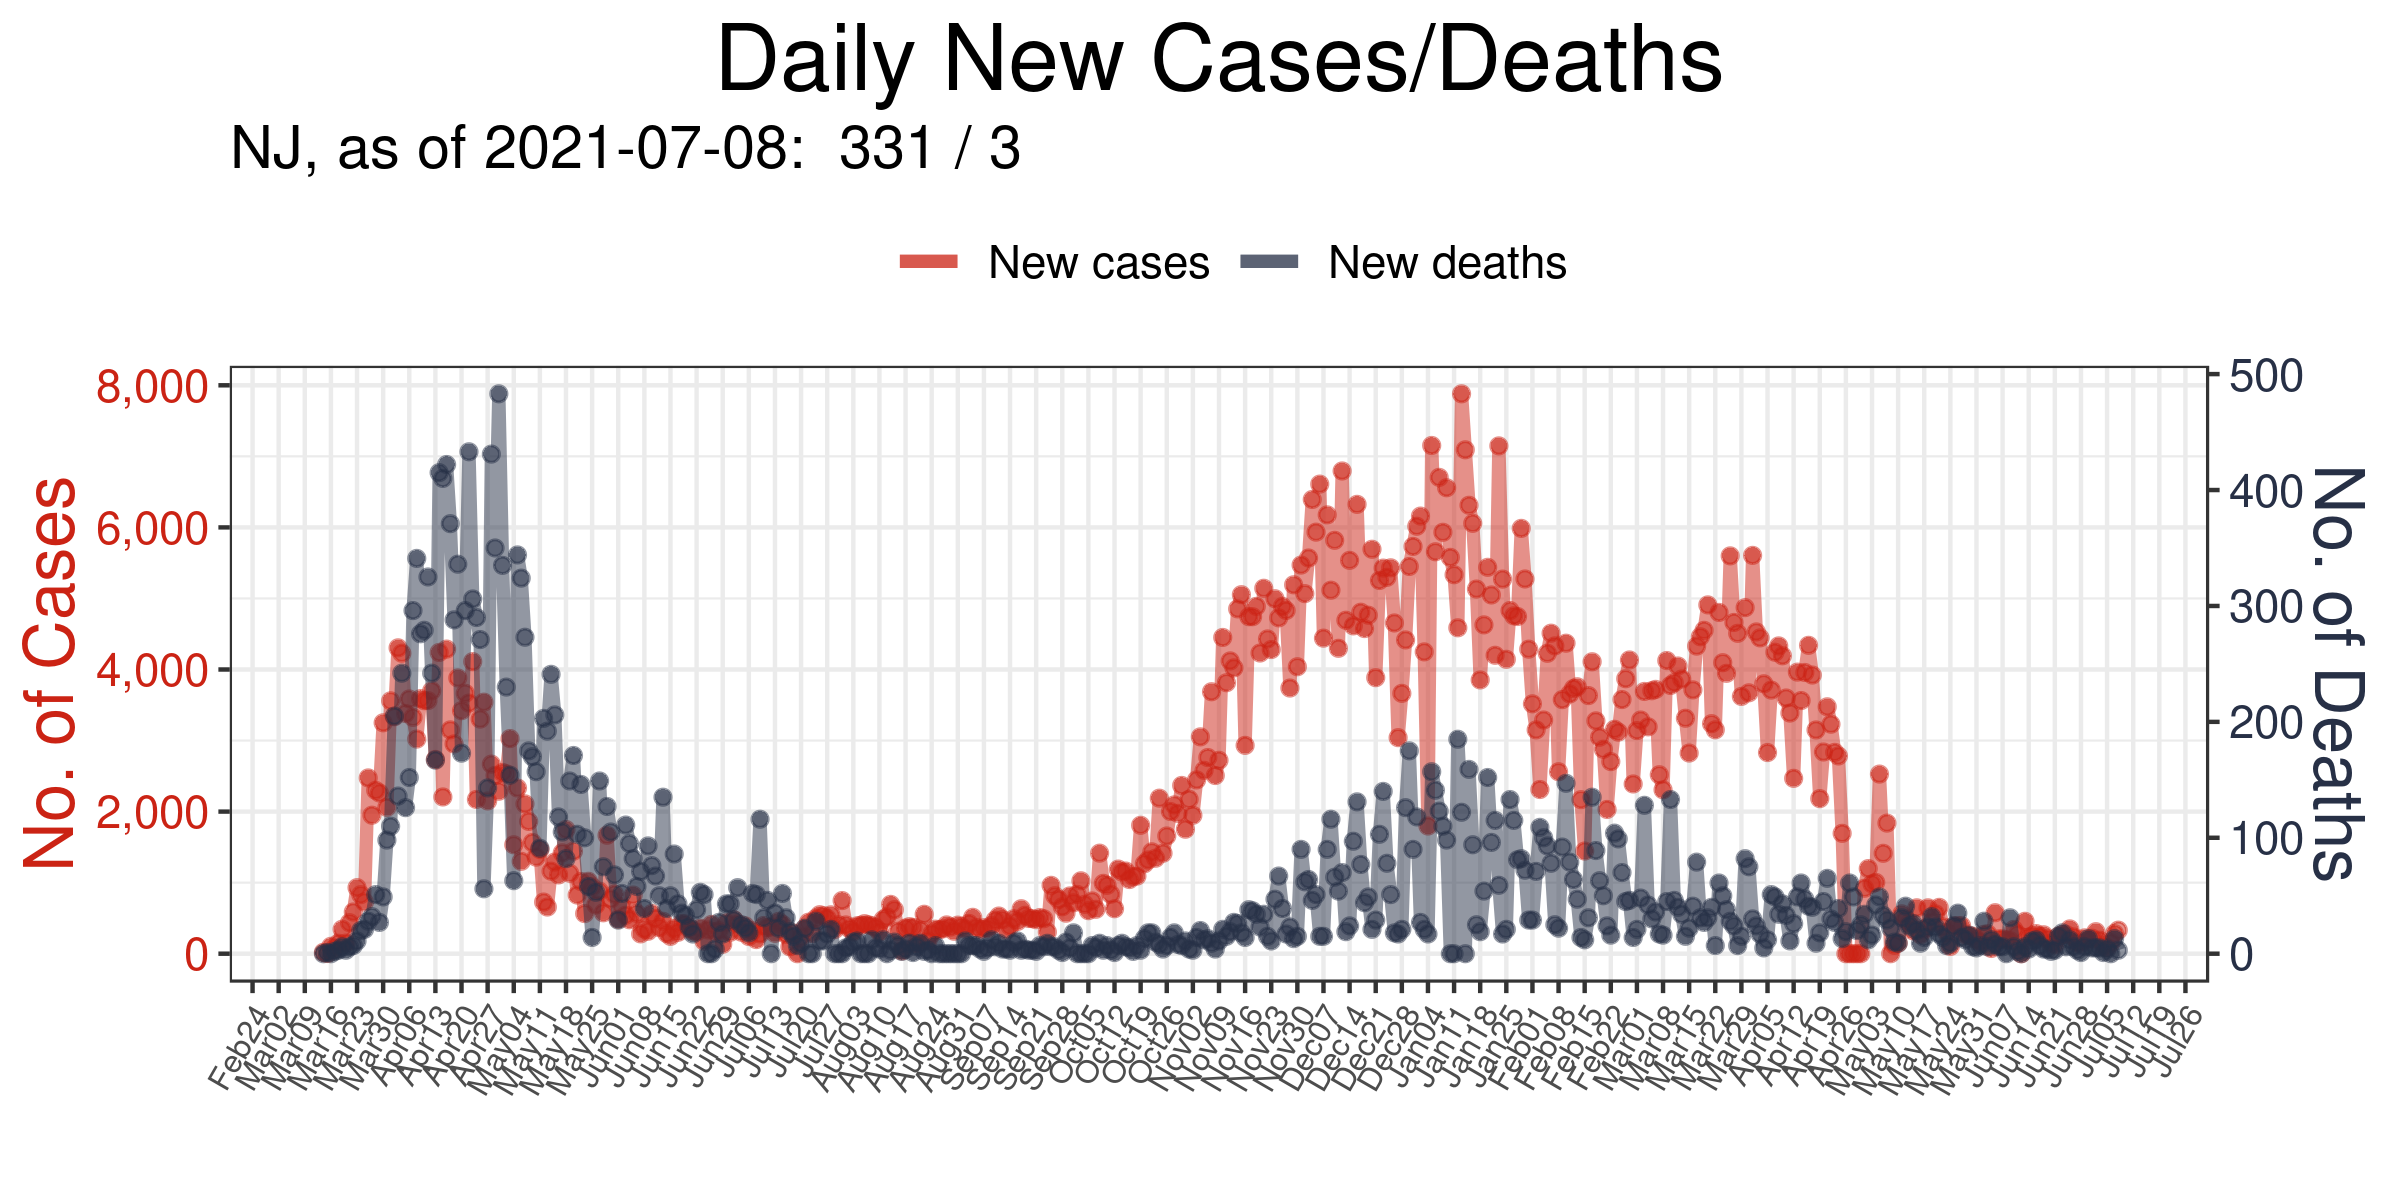 Daily New Cases/Deaths
NJ, as of 2021-07-08:  331 / 3
New cases
New deaths
No. of Cases
8,000
6,000
4,000
2,000
0
500
400
300
200
100
0
No. of Deaths
Feb24
Mar02
Mar09
Mar16
Mar23
Mar30
Apr06
Apr13
Apr20
Apr27
May04
May11
May18
May25
Jun01
Jun08
Jun15
Jun22
Jun29
Jul06
Jul13
Jul20
Jul27
Aug03
Aug10
Aug17
Aug24
Aug31
Sep07
Sep14
Sep21
Sep28
Oct05
Oct12
Oct19
Oct26
Nov02
Nov09
Nov16
Nov23
Nov30
Dec07
Dec14
Dec21
Dec28
Jan04
Jan11
Jan18
Jan25
Feb01
Feb08
Feb15
Feb22
Mar01
Mar08
Mar15
Mar22
Mar29
Apr05
Apr12
Apr19
Apr26
May03
May10
May17
May24
May31
Jun07
Jun14
Jun21
Jun28
Jul05
Jul12
Jul19
Jul26